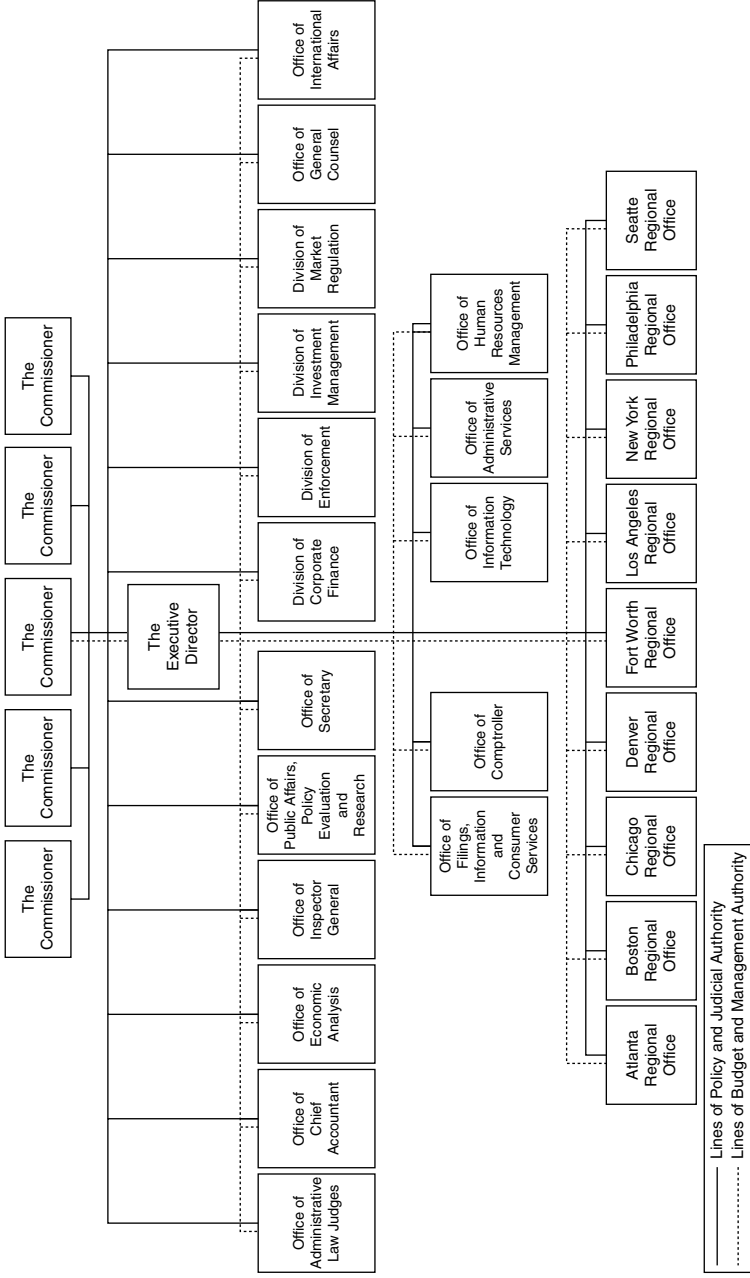 The
Commissioner
The
Commissioner
The
Commissioner
The
Commissioner
The
Commissioner
The
Executive
Director
Office of
Administrative
Law Judges
Office of
Chief
Accountant
Office of
Economic
Analysis
Office of
Inspector
General
Office of
Public Affairs,
Policy
Evaluation
and
Research
Office of
Secretary
Division of
Corporate
Finance
Division of
Enforcement
Division of
Investment
Management
Division of
Market
Regulation
Office of
General
Counsel
Office of
International
Affairs
Office of
Filings,
Information
and
Consumer
Services
Office of
Comptroller
Office of
Information
Technology
Office of
Administrative
Services
Office of
Human
Resources
Management
Atlanta
Regional
Office
Boston
Regional
Office
Chicago
Regional
Office
Denver
Regional
Office
Fort Worth
Regional
Office
Los Angeles
Regional
Office
New York
Regional
Office
Philadelphia
Regional
Office
Seatte
Regional
Office
Lines of Policy and Judicial Authority
Lines of Budget and Management Authority